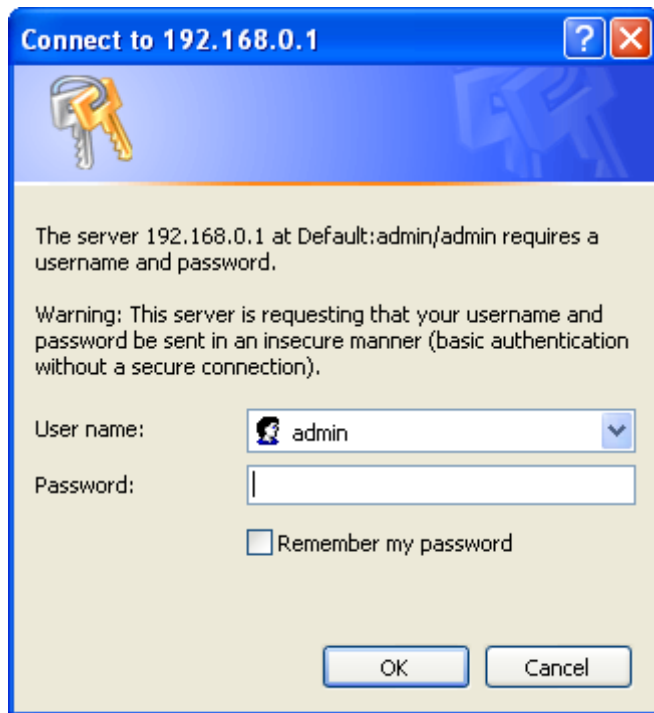 Connect to 192.168.0.1
?
The server 192.168.0.1 at Default:admin/admin requires a
username and password.
Warning: This server is requesting that your username and
password be sent in an insecure manner (basic authentication
without a secure connection).
User name:
admin
Password:
Remember my password
OK
Cancel